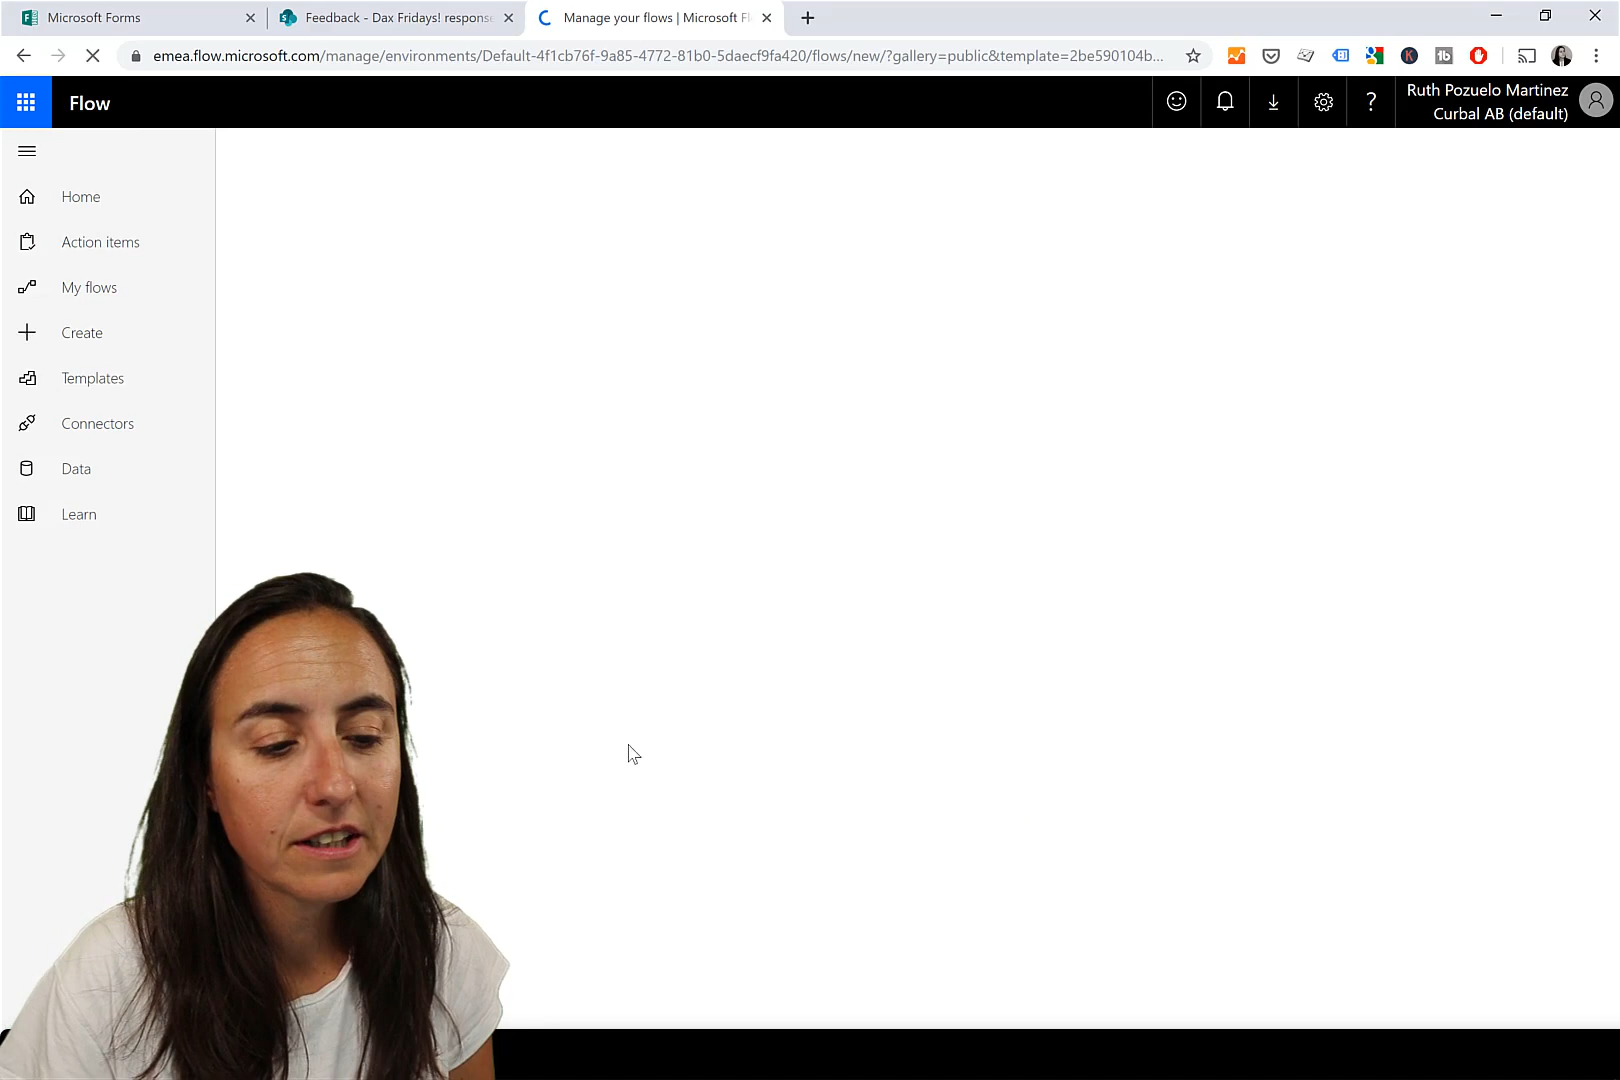 Microsoft Forms
Feedback - Dax Fridays! response
Manage your flows | Microsoft Fl
emea.flow.microsoft.com/manage/environments/Default-4f1cb76f-9a85-4772-81b0-5daecf9fa420/flows/new/?gallery=public&template=2be590104b...
Flow
Ruth Pozuelo Martinez
Curbal AB (default)
Home
Action items
My flows
Create
Templates
Connectors
Data
Learn